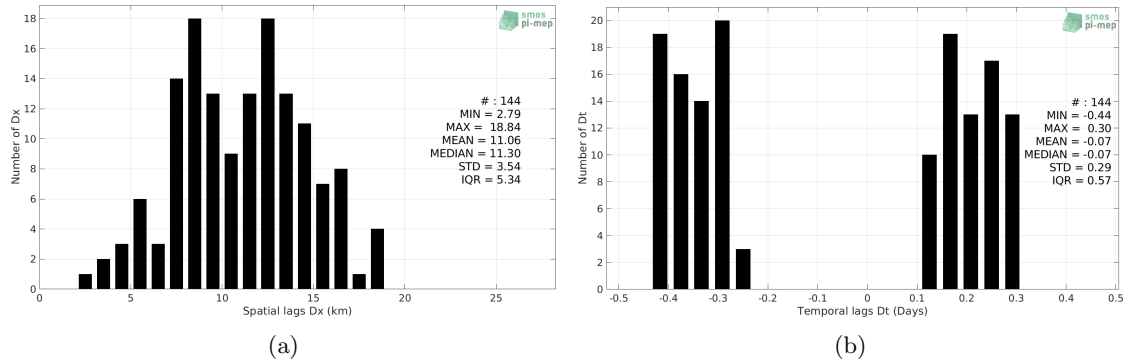 smos
pi-mep
18
16
14
12
10
8
6
4
2
0
Number of Dx
# : 144
MIN = 2.79
MAX = 18.84
MEAN = 11.06
MEDIAN = 11.30
STD = 3.54
IQR = 5.34
0 5 10 15 20 25
Spatial lags Dx (km)
(a)
smos
pi-mep
20
18
16
14
12
10
8
6
4
2
0
Number of Dt
# : 144
MIN = -0.44
MAX = 0.30
MEAN = -0.07
MEDIAN = -0.07
STD = 0.29
IQR = 0.57
-0.5 -0.4 -0.3 -0.2 -0.1 0 0.1 0.2 0.3 0.4 0.5
Temporal lags Dt (Days)
(b)